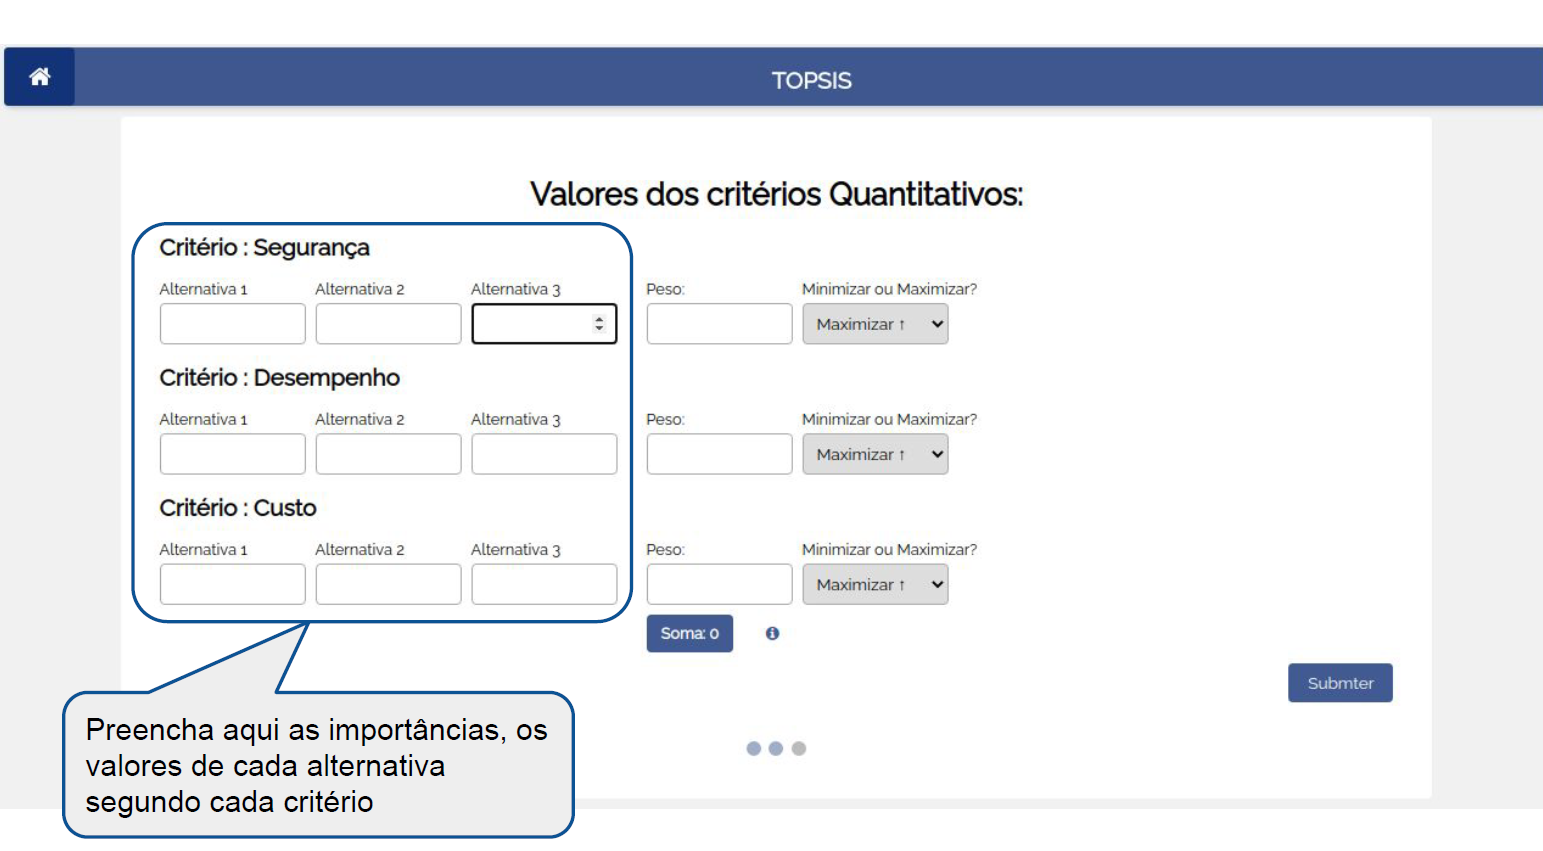 TOPSIS
Valores dos critérios Quantitativos:
Critério : Segurança
Alternativa 1 Alternativa 2 Alternativa 3 Peso: Minimizar ou Maximizar?
Maximizar ↑
Critério : Desempenho
Alternativa 1 Alternativa 2 Alternativa 3 Peso: Minimizar ou Maximizar?
Maximizar ↑
Critério : Custo
Alternativa 1 Alternativa 2 Alternativa 3 Peso: Minimizar ou Maximizar?
Maximizar ↑
Soma: 0
Submter
Preencha aqui as importâncias, os
valores de cada alternativa
segundo cada critério